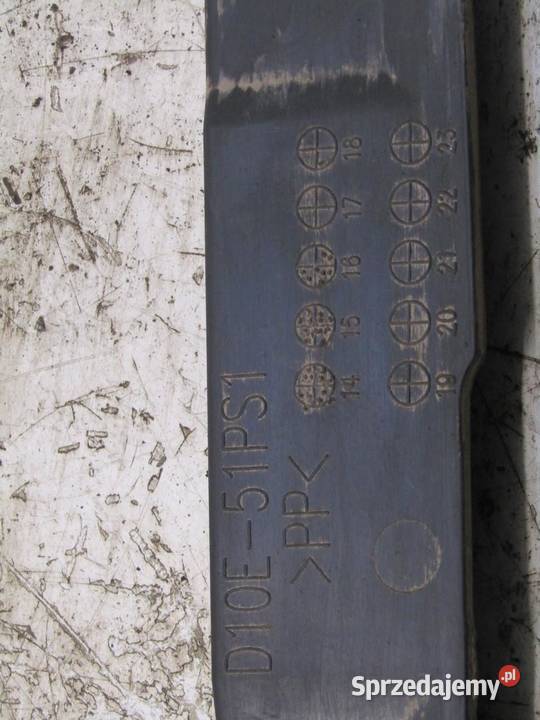 D10E-51PS1
>PP<
14 15 16 17 18
19 20 21 22 23
Sprzedajemy.pl